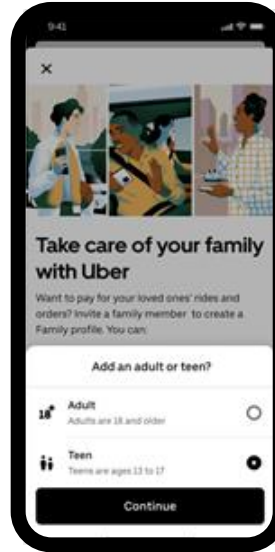 9:41
Take care of your family
with Uber
Want to pay for your loved ones' rides and
orders? Invite a family member to create a
Family profile. You can:
Add an adult or teen?
18+
Adult
Adults are 18 and older
Teen
Teens are ages 13 to 17
Continue